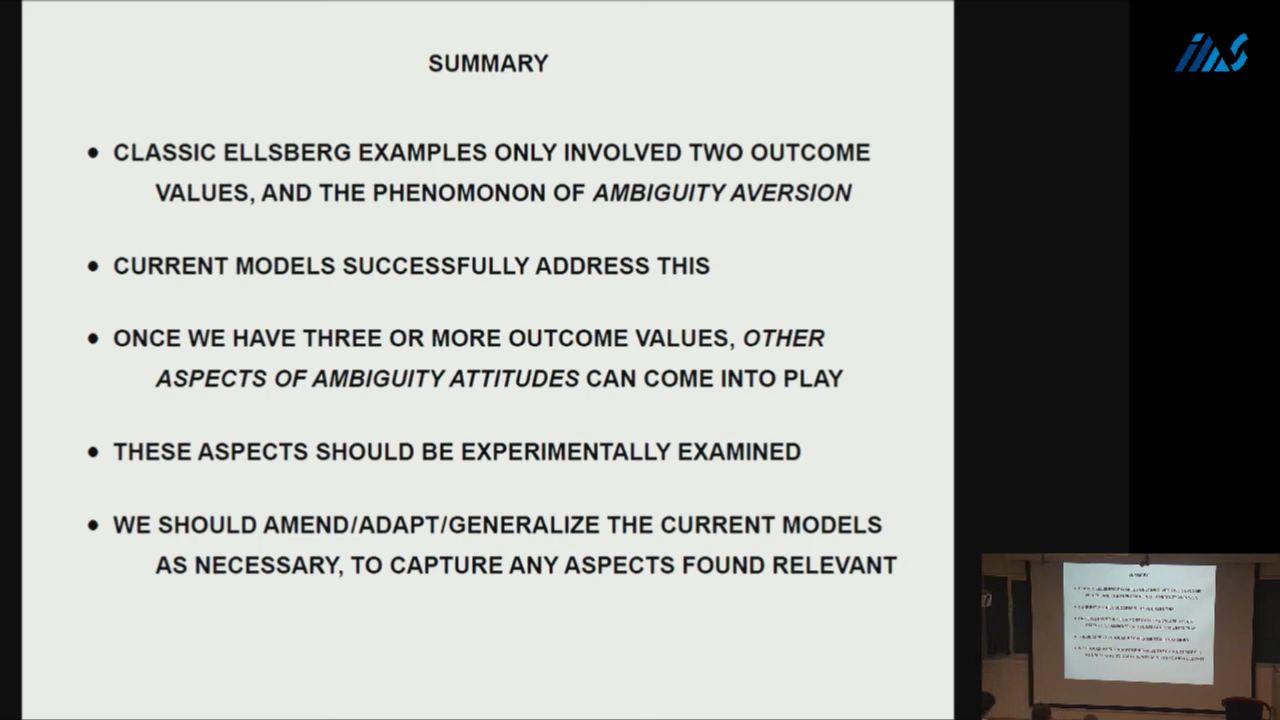 SUMMARY
• CLASSIC ELLSBERG EXAMPLES ONLY INVOLVED TWO OUTCOME
VALUES, AND THE PHENOMONON OF AMBIGUITY AVERSION
• CURRENT MODELS SUCCESSFULLY ADDRESS THIS
• ONCE WE HAVE THREE OR MORE OUTCOME VALUES, OTHER
ASPECTS OF AMBIGUITY ATTITUDES CAN COME INTO PLAY
• THESE ASPECTS SHOULD BE EXPERIMENTALLY EXAMINED
• WE SHOULD AMEND/ADAPT/GENERALIZE THE CURRENT MODELS
AS NECESSARY, TO CAPTURE ANY ASPECTS FOUND RELEVANT
SUMMARY